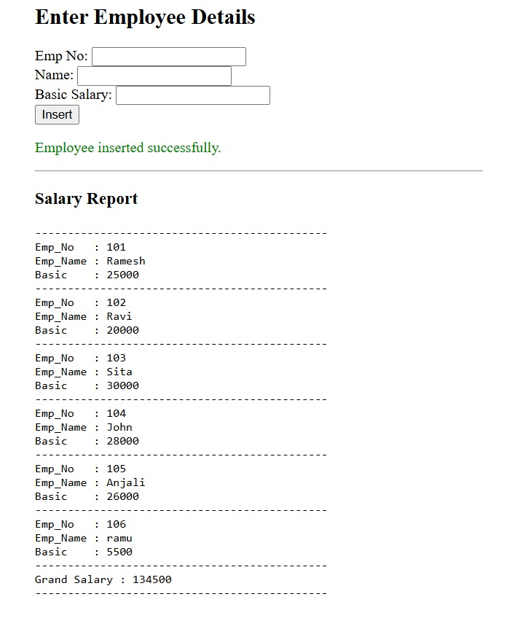 Enter Employee Details
Emp No:
Name:
Basic Salary:
Insert
Employee inserted successfully.
Salary Report
---------------------------------------------
Emp_No   : 101
Emp_Name : Ramesh
Basic    : 25000
---------------------------------------------
Emp_No   : 102
Emp_Name : Ravi
Basic    : 20000
---------------------------------------------
Emp_No   : 103
Emp_Name : Sita
Basic    : 30000
---------------------------------------------
Emp_No   : 104
Emp_Name : John
Basic    : 28000
---------------------------------------------
Emp_No   : 105
Emp_Name : Anjali
Basic    : 26000
---------------------------------------------
Emp_No   : 106
Emp_Name : ramu
Basic    : 5500
---------------------------------------------
Grand Salary : 134500
---------------------------------------------